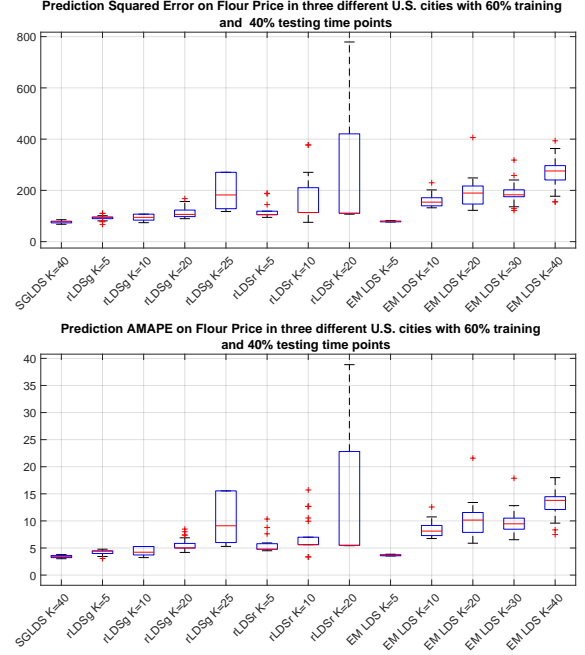 Prediction Squared Error on Flour Price in three different U.S. cities with 60% training
and 40% testing time points
800
600
400
200
0
SGLDS K=40
rLDSg K=5
rLDSg K=10
rLDSg K=20
rLDSg K=25
rLDSr K=5
rLDSr K=10
rLDSr K=20
EM LDS K=5
EM LDS K=10
EM LDS K=20
EM LDS K=30
EM LDS K=40
Prediction AMAPE on Flour Price in three different U.S. cities with 60% training
and 40% testing time points
40
35
30
25
20
15
10
5
0
SGLDS K=40
rLDSg K=5
rLDSg K=10
rLDSg K=20
rLDSg K=25
rLDSr K=5
rLDSr K=10
rLDSr K=20
EM LDS K=5
EM LDS K=10
EM LDS K=20
EM LDS K=30
EM LDS K=40